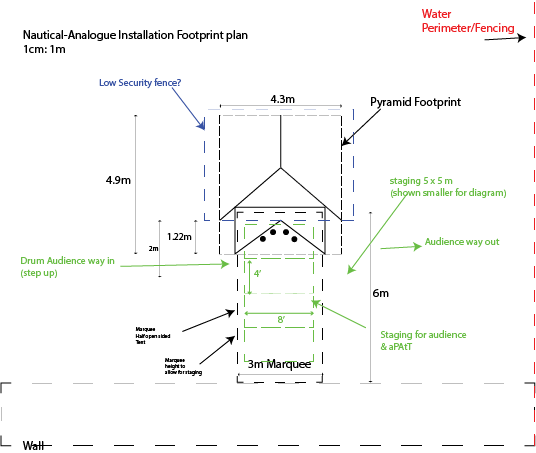 Nautical-Analogue Installation Footprint plan
1cm: 1m
Water
Perimeter/Fencing
Low Security fence?
4.3m
Pyramid Footprint
4.9m
staging 5 x 5 m
(shown smaller for diagram)
1.22m
2m
Audience way out
Drum Audience way in
(step up)
4'
6m
8'
Marquee
Half open sided
Tent
Staging for audience
& aPAtT
Marquee
height to
allow for staging
3m Marquee
Wall